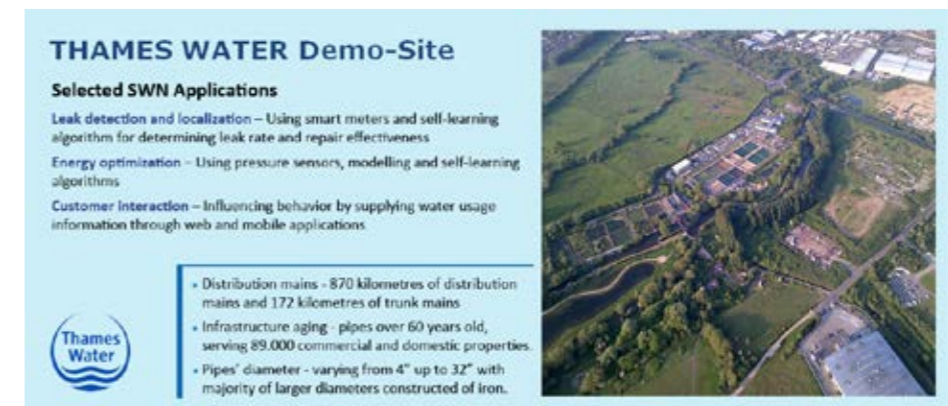 THAMES WATER Demo-Site
Selected SWN Applications
Leak detection and localization – Using smart meters and self-learning
algorithm for determining leak rate and repair effectiveness
Energy optimization – Using pressure sensors, modelling and self-learning
algorithms
Customer interaction – Influencing behavior by supplying water usage
information through web and mobile applications
• Distribution mains - 870 kilometres of distribution
mains and 172 kilometres of trunk mains
• Infrastructure aging - pipes over 60 years old,
serving 89.000 commercial and domestic properties.
• Pipes' diameter - varying from 4" up to 32" with
majority of larger diameters constructed of iron.
Thames
Water